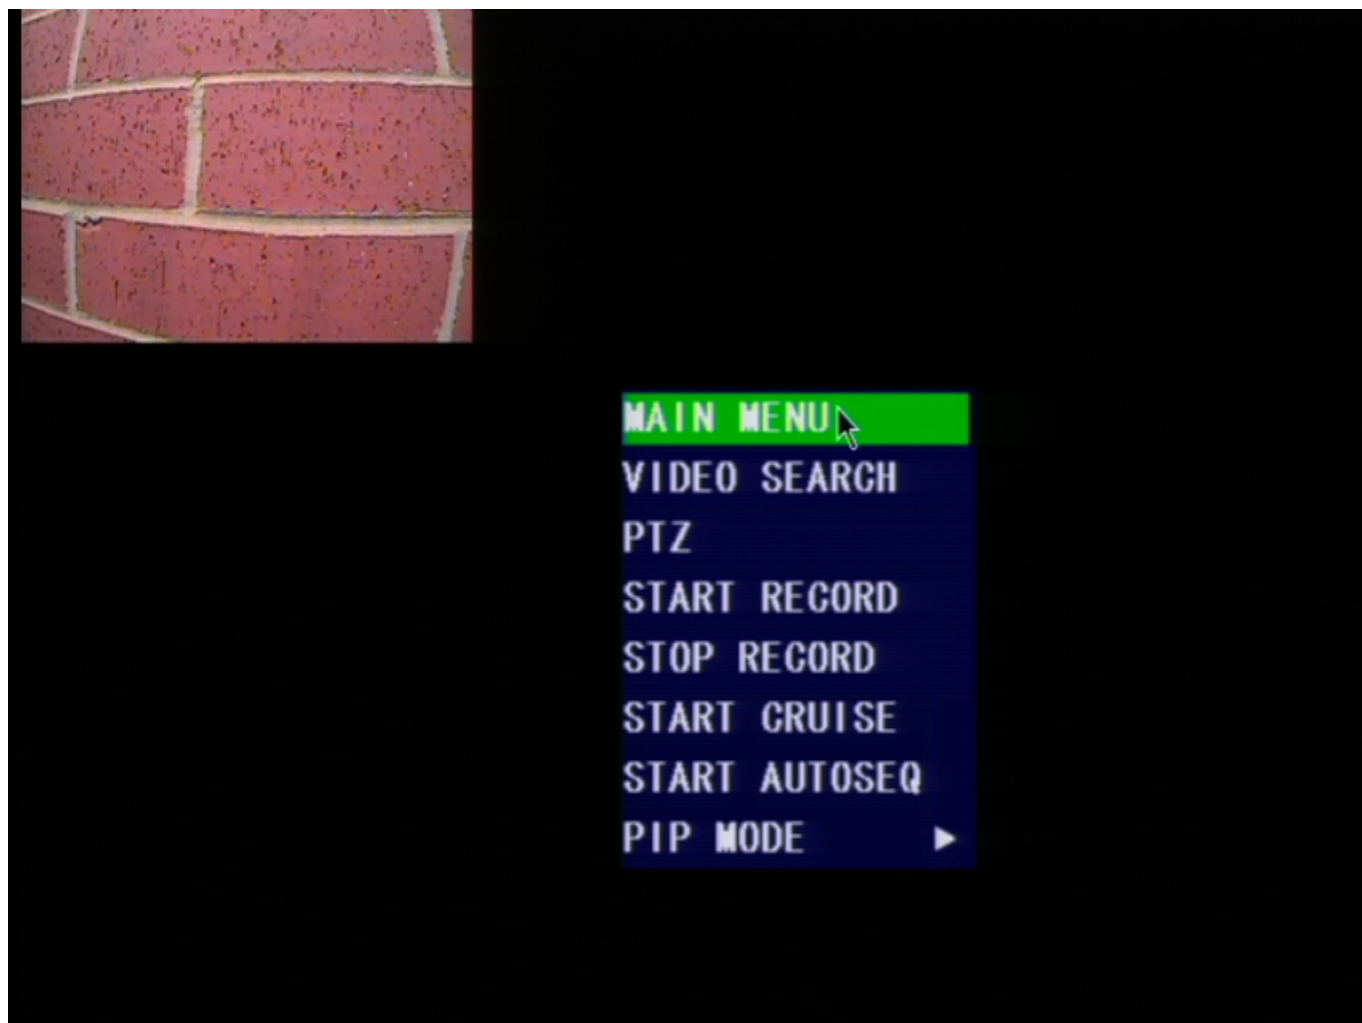 MAIN MENU
VIDEO SEARCH
PTZ
START RECORD
STOP RECORD
START CRUISE
START AUTOSEQ
PIP MODE